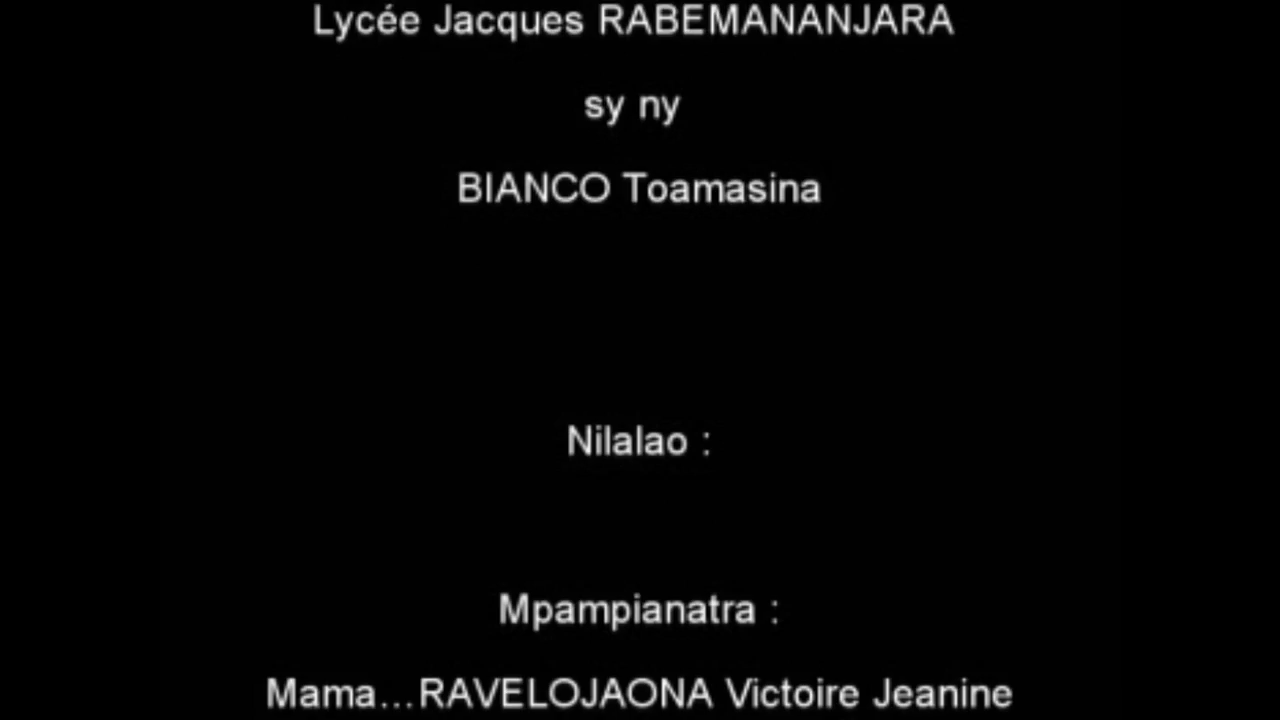 Lycée Jacques RABEMANANJARA
sy ny
BIANCO Toamasina
Nilalao :
Mpampianatra :
Mama...RAVELOJAONA Victoire Jeanine